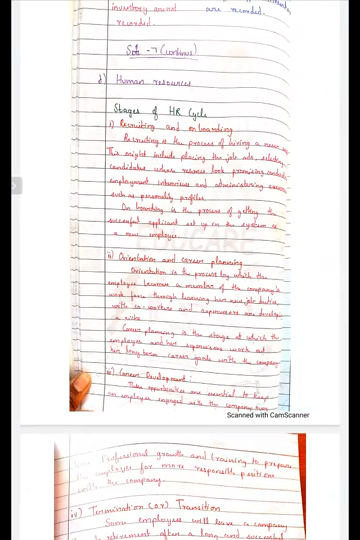 inventory are not are recorded.
recorded.
Set -7 (continue)
d) Human resources
Stages of HR Cycle
i) Recruiting and on boarding
Recruiting is the process of hiring a new
This might include placing the job ads, selecting
candidates whose resumes look promising, conduct
employment interviews and administering
such as personality profiles
On boarding is the process of getting the
successful applicant set up in the system as
a new employee.
ii) Orientation and career planning
Orientation is the process by which the
employee become a member of the company's
work force through learning her new job duties,
with co-workers and supervisors and develop
a niche
Career planning is the stage at which the
employee and her supervisors work out
her long-term career goals with the company
iii) Career Development:
opportunities are essential to keep
an employee engaged with the company over
Professional growth and training to prepare
the employee for more responsible positions
with the company.
iv) Termination (or) Transition
Some employees will leave a company
retirement after a long and successful
Scanned with CamScanner